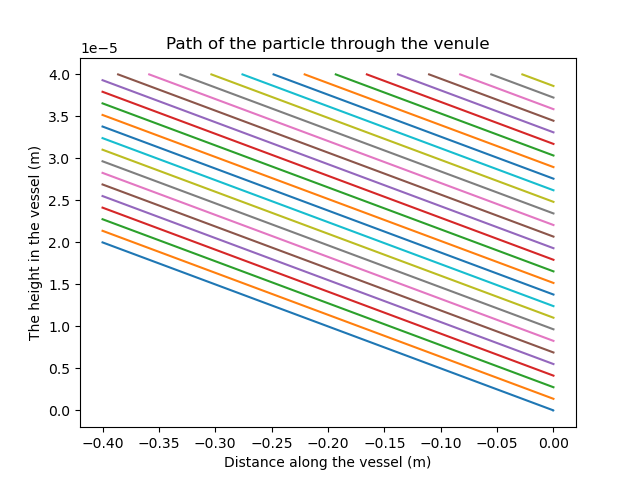 Path of the particle through the venule
1e−5
4.0
3.5
3.0
2.5
2.0
1.5
1.0
0.5
0.0
The height in the vessel (m)
−0.40 −0.35 −0.30 −0.25 −0.20 −0.15 −0.10 −0.05 0.00
Distance along the vessel (m)